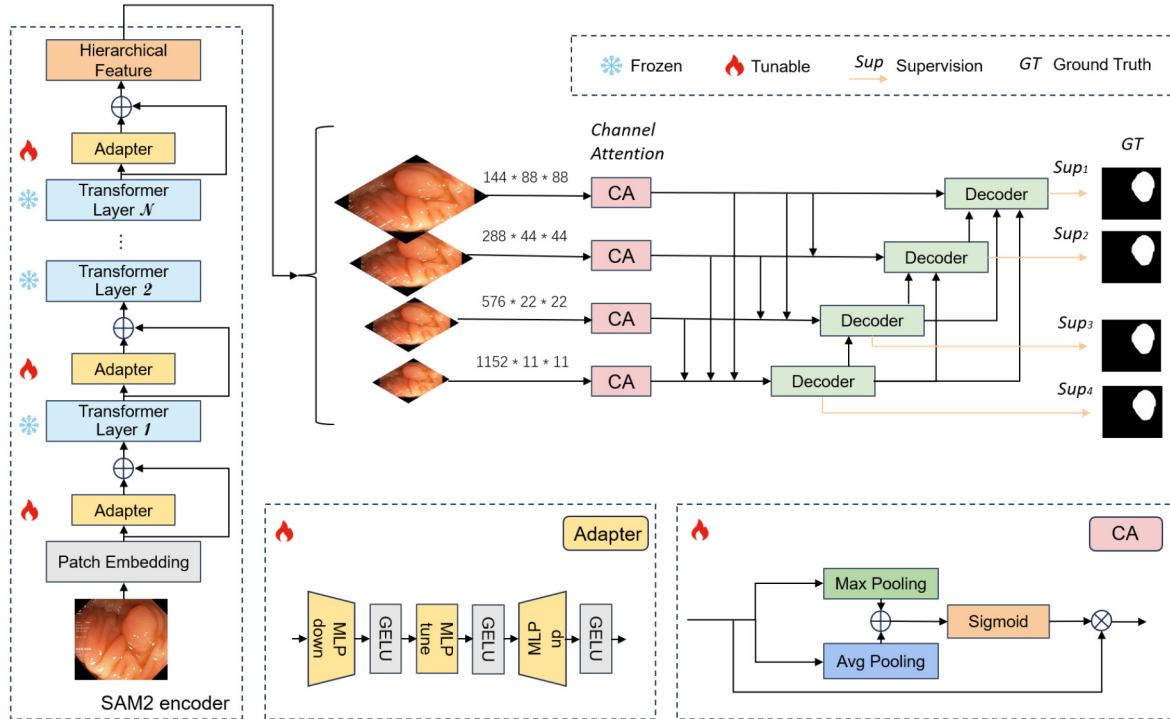 Hierarchical
Feature
Adapter
Transformer
Layer N
...
Transformer
Layer 2
Adapter
Transformer
Layer 1
Adapter
Patch Embedding
SAM2 encoder
Frozen
Tunable
Sup
Supervision
GT
Ground Truth
Channel
Attention
GT
144 * 88 * 88
CA
Decoder
Sup1
288 * 44 * 44
CA
Decoder
Sup2
576 * 22 * 22
CA
Decoder
Sup3
1152 * 11 * 11
CA
Decoder
Sup4
Adapter
MLP
down
GELU
MLP
tune
GELU
MLP
up
GELU
CA
Max Pooling
Sigmoid
Avg Pooling